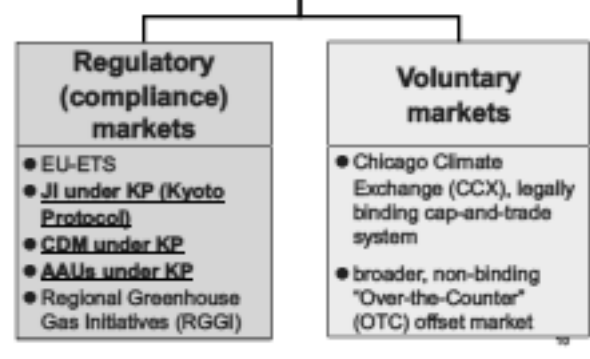 Regulatory
(compliance)
markets
● EU-ETS
● JI under KP (Kyoto
Protocol)
● CDM under KP
● AAUs under KP
● Regional Greenhouse
Gas Initiatives (RGGI)
Voluntary
markets
● Chicago Climate
Exchange (CCX), legally
binding cap-and-trade
system
● broader, non-binding
"Over-the-Counter"
(OTC) offset market